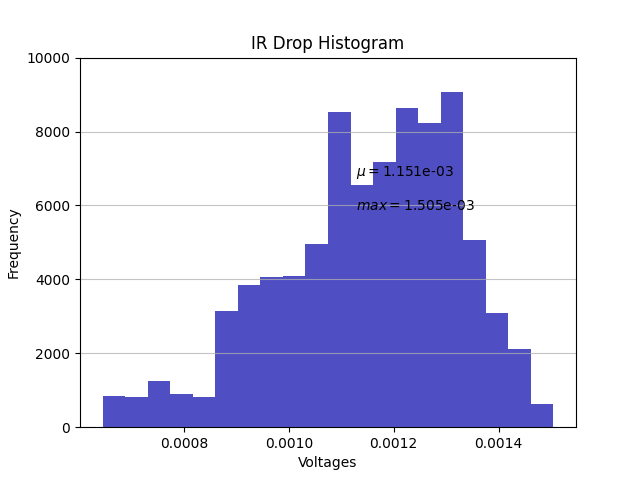 IR Drop Histogram
10000
8000
6000
4000
2000
0
Frequency
μ = 1.151e-03
max = 1.505e-03
0.0008 0.0010 0.0012 0.0014
Voltages